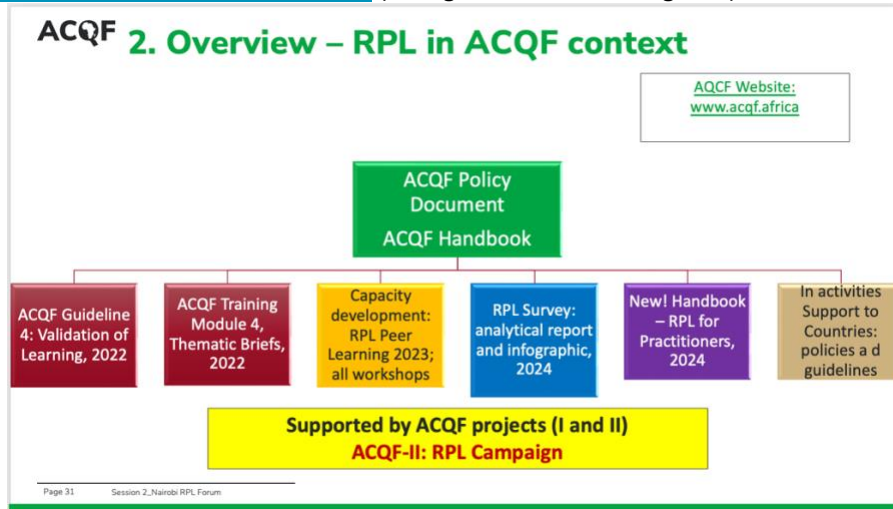 ACQF
2. Overview – RPL in ACQF context
AQCF Website:
www.acqf.africa
ACQF Policy
Document
ACQF Handbook
ACQF Guideline
4: Validation of
Learning, 2022
ACQF Training
Module 4,
Thematic Briefs,
2022
Capacity
development:
RPL Peer
Learning 2023;
all workshops
RPL Survey:
analytical report
and infographic,
2024
New! Handbook
– RPL for
Practitioners,
2024
In activities
Support to
Countries:
policies a d
guidelines
Supported by ACQF projects (I and II)
ACQF-II: RPL Campaign
Page 31
Session 2_Nairobi RPL Forum